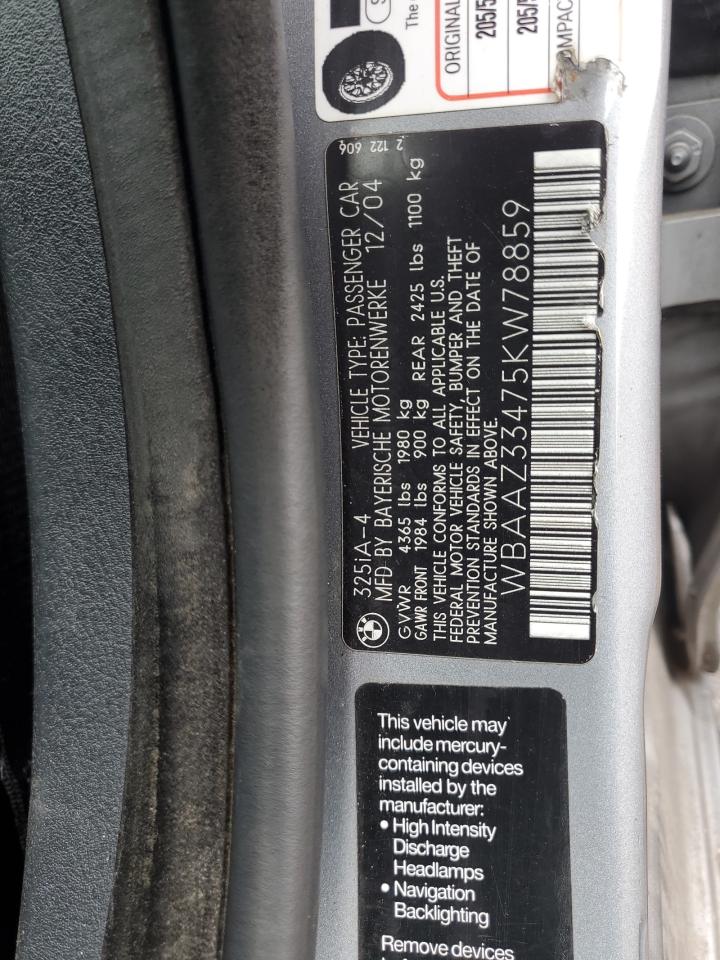 The
ORIGINAL
205/5
205/5
COMPAC
2 122 606
325iA-4 VEHICLE TYPE: PASSENGER CAR
MFD BY BAYERISCHE MOTORENWERKE 12/04
GVWR 4365 lbs 1980 kg
GAWR FRONT 1984 lbs 900 kg REAR 2425 lbs 1100 kg
THIS VEHICLE CONFORMS TO ALL APPLICABLE U.S.
FEDERAL MOTOR VEHICLE SAFETY, BUMPER AND THEFT
PREVENTION STANDARDS IN EFFECT ON THE DATE OF
MANUFACTURE SHOWN ABOVE.
WBAAZ33475KW78859
This vehicle may
include mercury-
containing devices
installed by the
manufacturer:
• High Intensity
Discharge
Headlamps
• Navigation
Backlighting
Remove devices